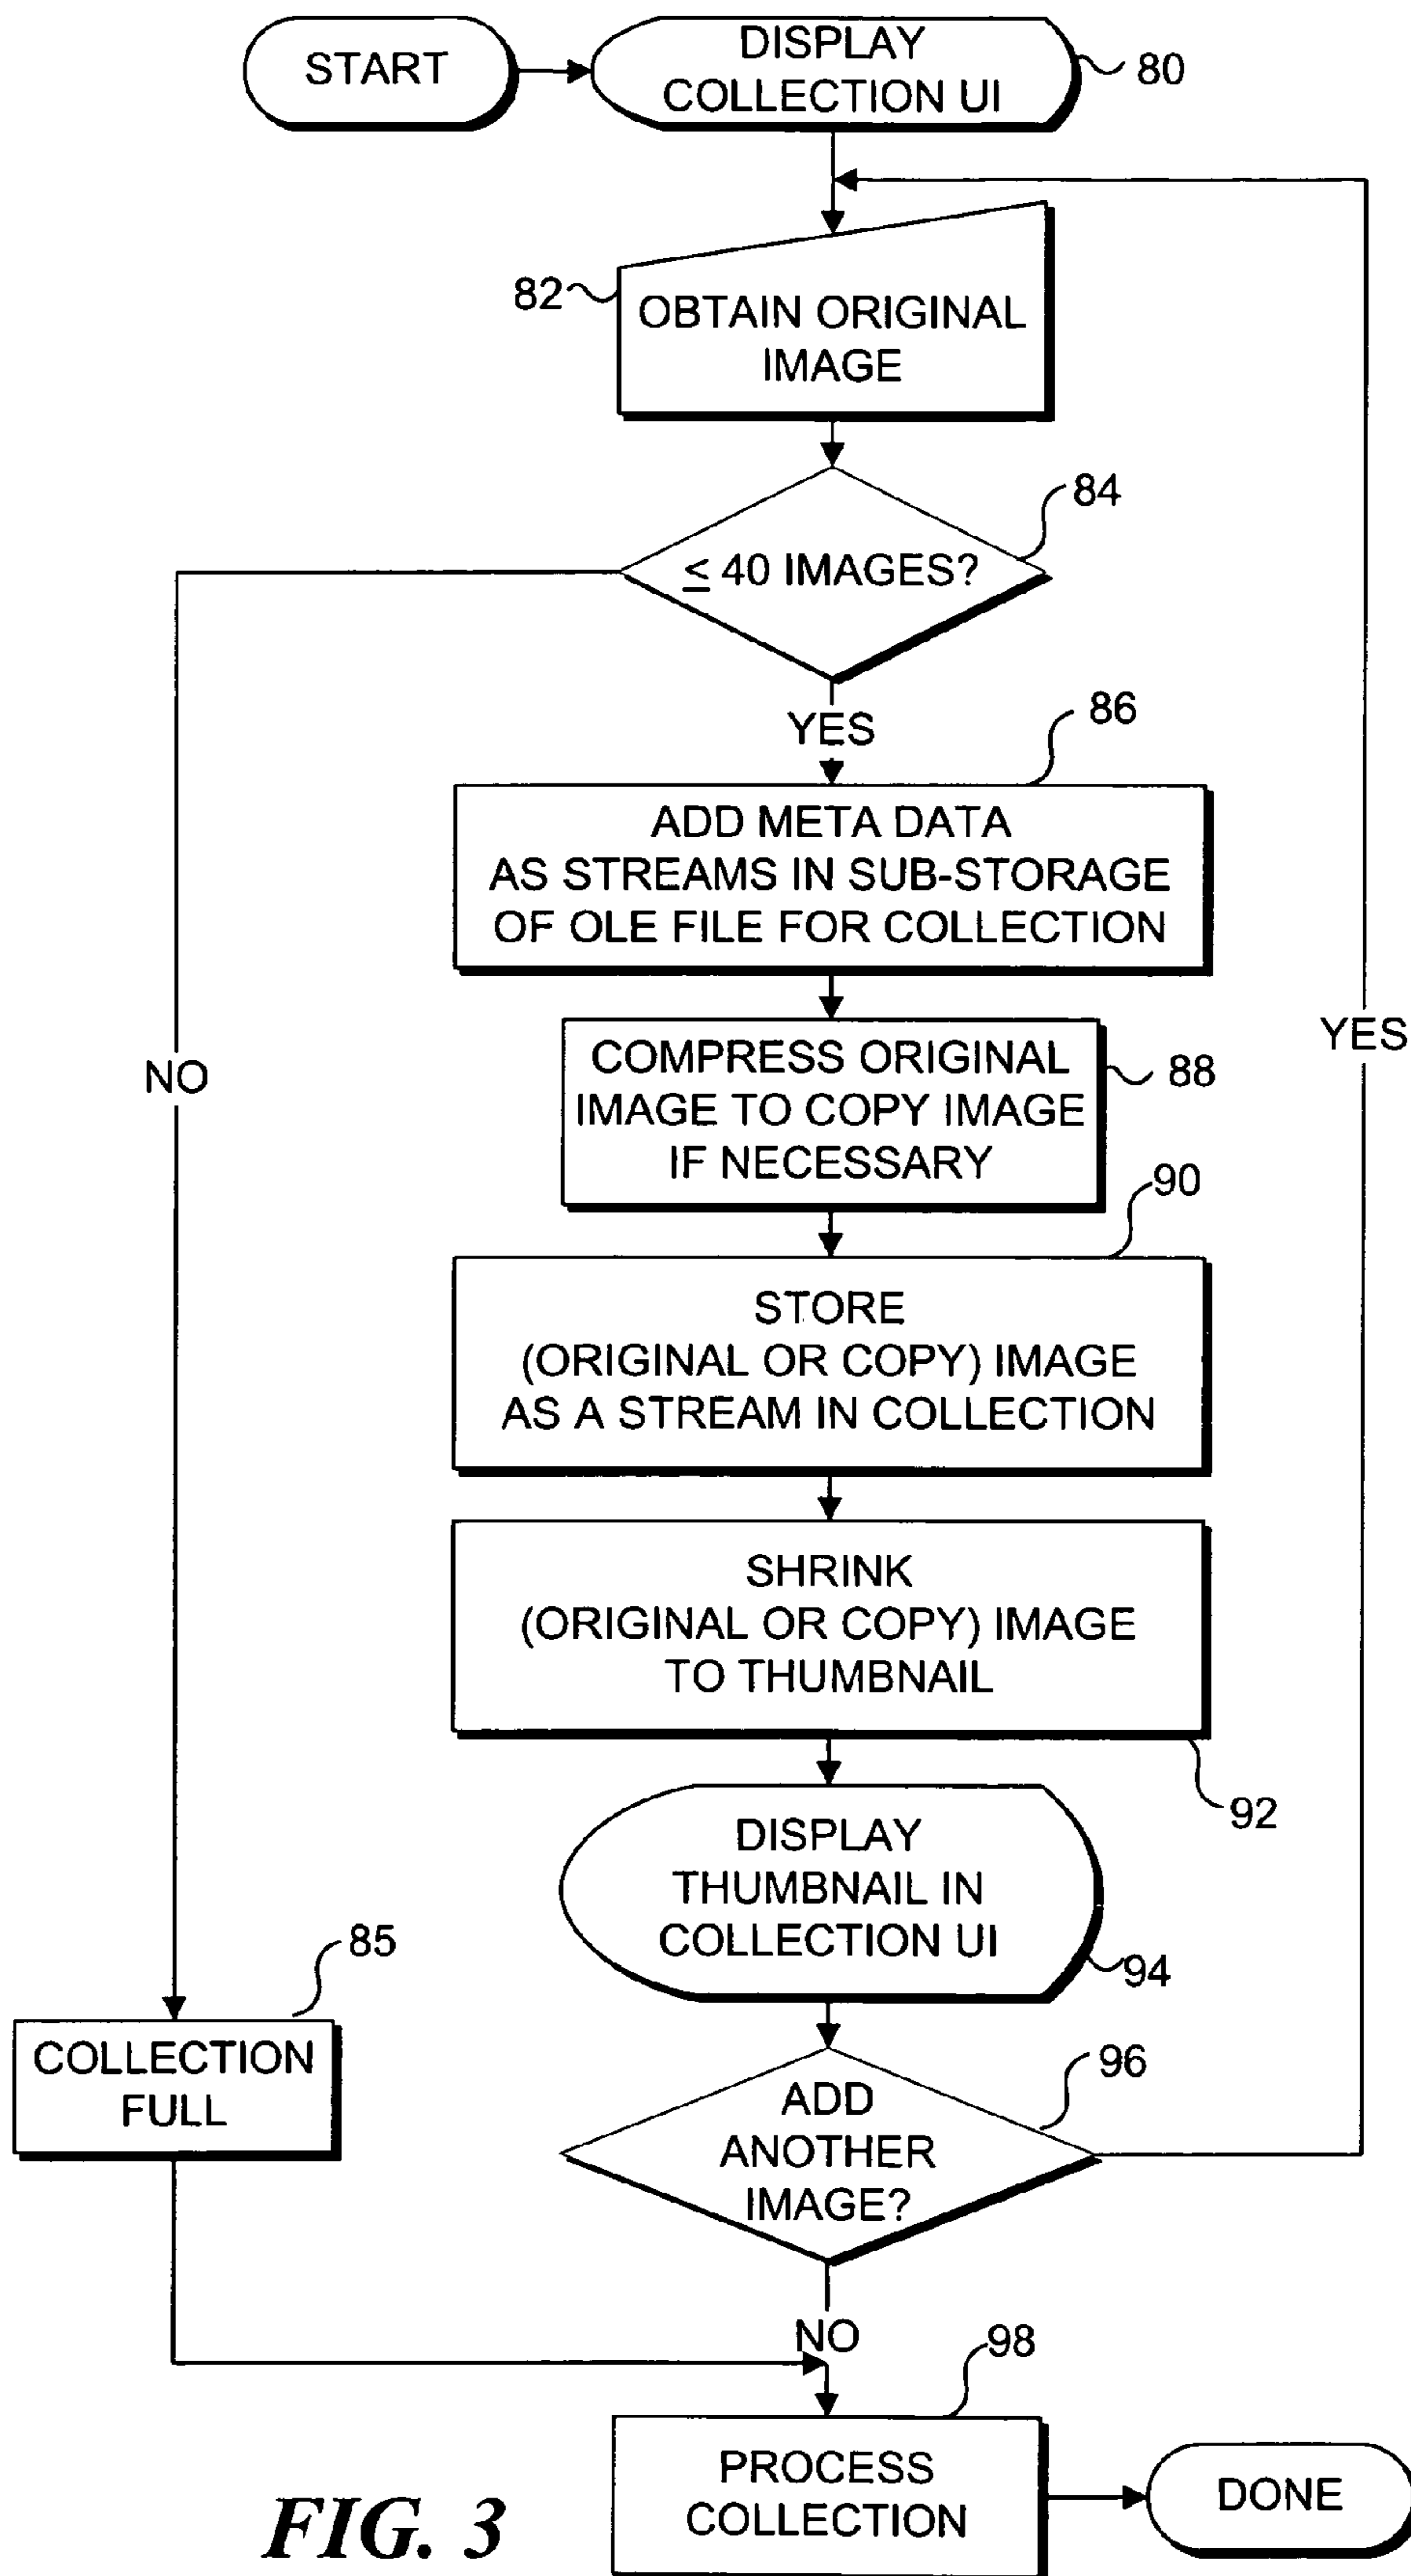 START
DISPLAY
COLLECTION UI
80
82
OBTAIN ORIGINAL
IMAGE
84
≤ 40 IMAGES?
YES
86
ADD META DATA
AS STREAMS IN SUB-STORAGE
OF OLE FILE FOR COLLECTION
NO
YES
COMPRESS ORIGINAL
IMAGE TO COPY IMAGE
IF NECESSARY
88
90
STORE
(ORIGINAL OR COPY) IMAGE
AS A STREAM IN COLLECTION
SHRINK
(ORIGINAL OR COPY) IMAGE
TO THUMBNAIL
92
DISPLAY
THUMBNAIL IN
COLLECTION UI
94
85
COLLECTION
FULL
96
ADD
ANOTHER
IMAGE?
NO
98
PROCESS
COLLECTION
DONE
FIG. 3